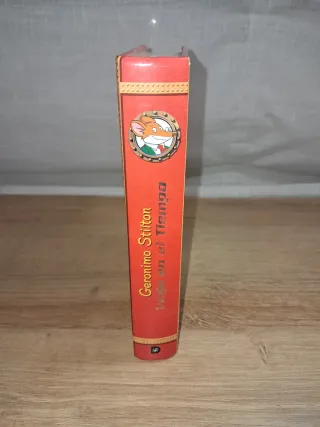 Geronimo Stilton
Viaje en el Tiempo